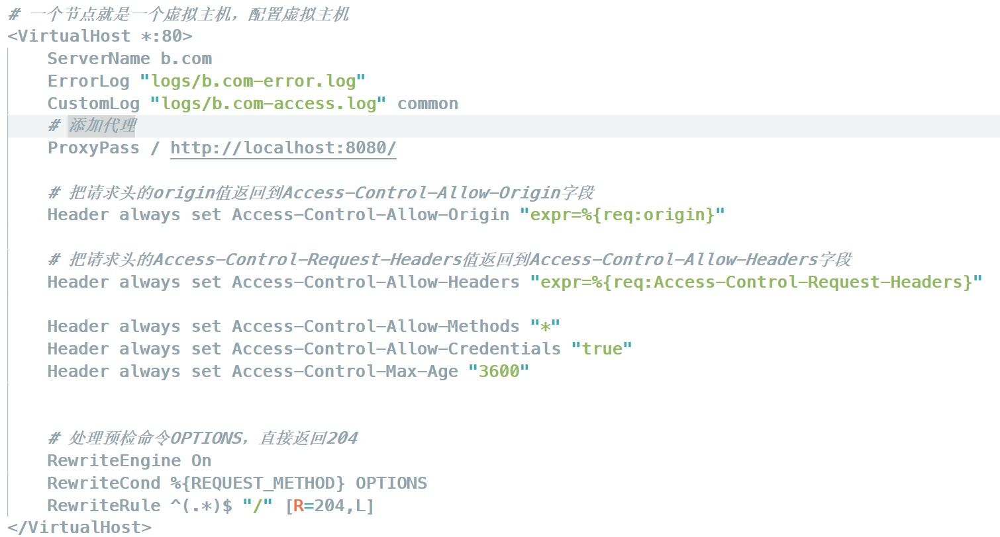 # 一个节点就是一个虚拟主机，配置虚拟主机
<VirtualHost *:80>
ServerName b.com
ErrorLog "logs/b.com-error.log"
CustomLog "logs/b.com-access.log" common
# 添加代理
ProxyPass / http://localhost:8080/
# 把请求头的origin值返回到Access-Control-Allow-Origin字段
Header always set Access-Control-Allow-Origin "expr=%{req:origin}"
# 把请求头的Access-Control-Request-Headers值返回到Access-Control-Allow-Headers字段
Header always set Access-Control-Allow-Headers "expr=%{req:Access-Control-Request-Headers}"
Header always set Access-Control-Allow-Methods "*"
Header always set Access-Control-Allow-Credentials "true"
Header always set Access-Control-Max-Age "3600"
# 处理预检命令OPTIONS，直接返回204
RewriteEngine On
RewriteCond %{REQUEST_METHOD} OPTIONS
RewriteRule ^(.*)$ "/" [R=204,L]
</VirtualHost>